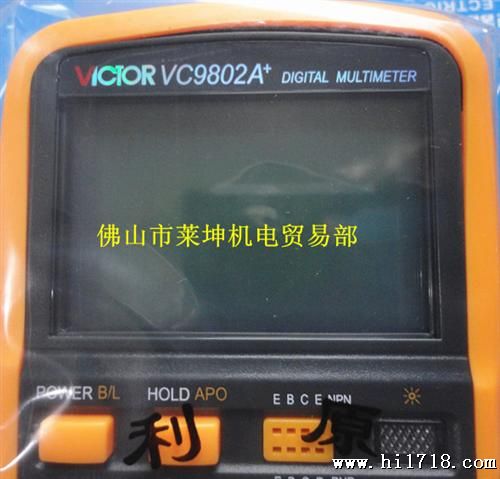 VICTOR VC9802A+ DIGITAL MULTIMETER
佛山市莱坤机电贸易部
POWER B/L HOLD APO E B C E NPN
利 原
www.hi1718.com